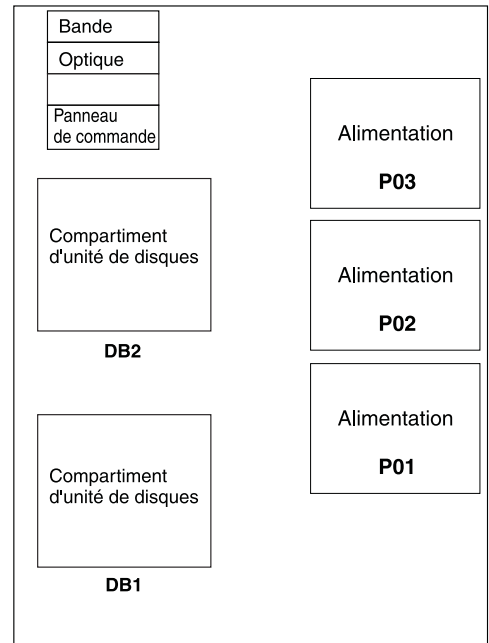 Bande
Optique
Panneau
de commande
Alimentation
P03
Compartiment
d'unité de disques
DB2
Alimentation
P02
Alimentation
P01
Compartiment
d'unité de disques
DB1